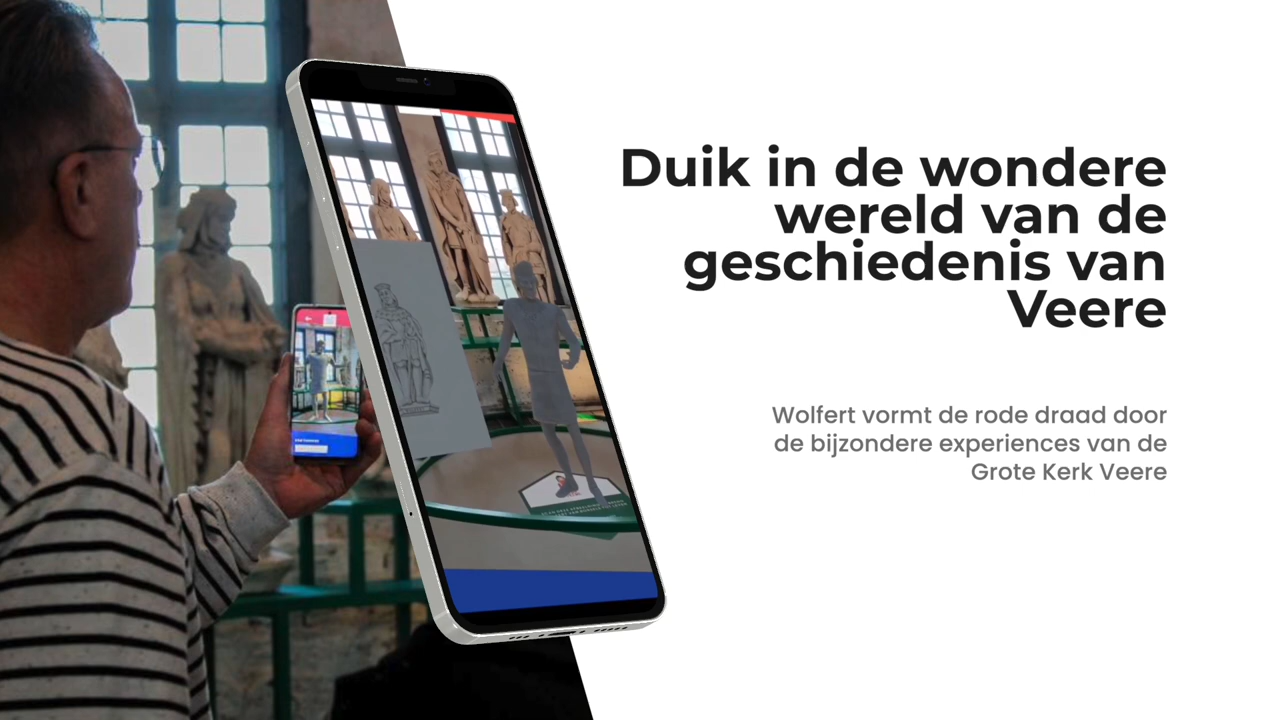 Duik in de wondere
wereld van de
geschiedenis van
Veere
Wolfert vormt de rode draad door
de bijzondere experiences van de
Grote Kerk Veere